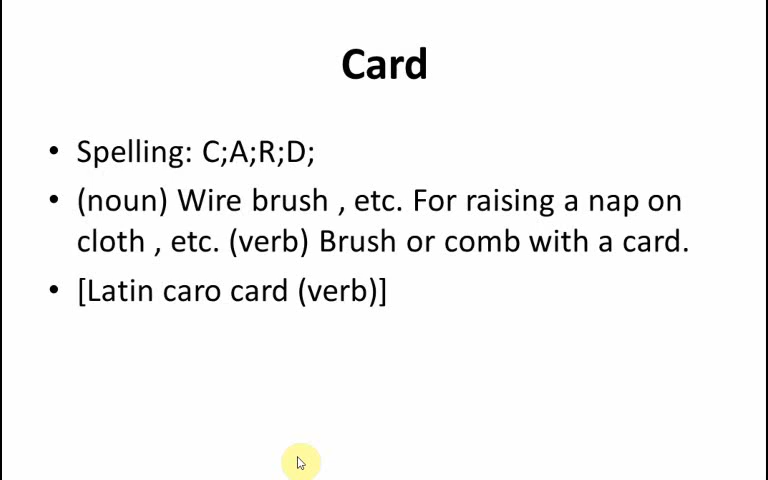 Card
• Spelling: C;A;R;D;
• (noun) Wire brush , etc. For raising a nap on
cloth , etc. (verb) Brush or comb with a card.
• [Latin caro card (verb)]